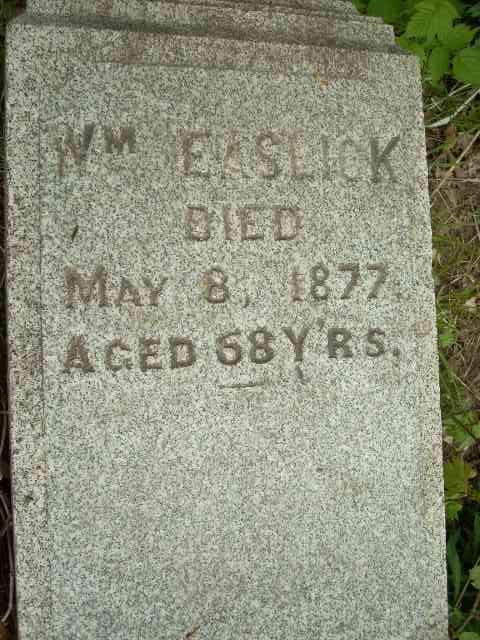 Wᴹ EASLICK
DIED
MAY 8, 1877.
AGED 68 Y'RS.